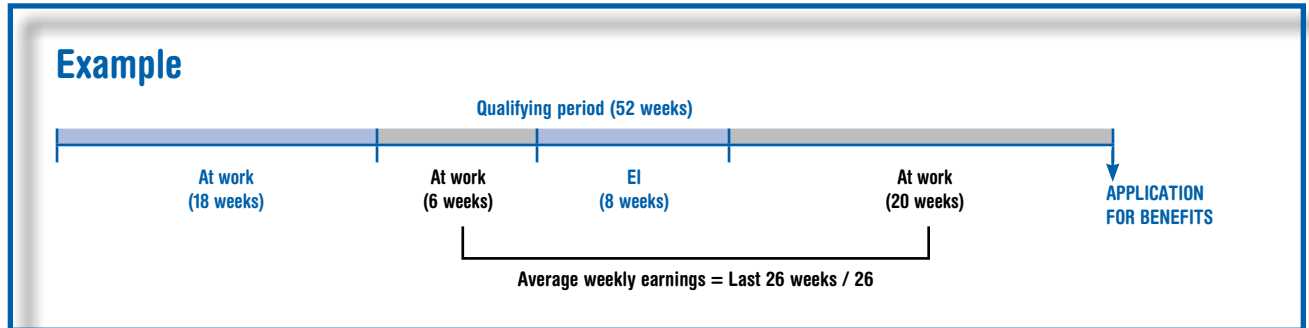 Example
Qualifying period (52 weeks)
At work
(18 weeks)
At work
(6 weeks)
EI
(8 weeks)
At work
(20 weeks)
APPLICATION
FOR BENEFITS
Average weekly earnings = Last 26 weeks / 26